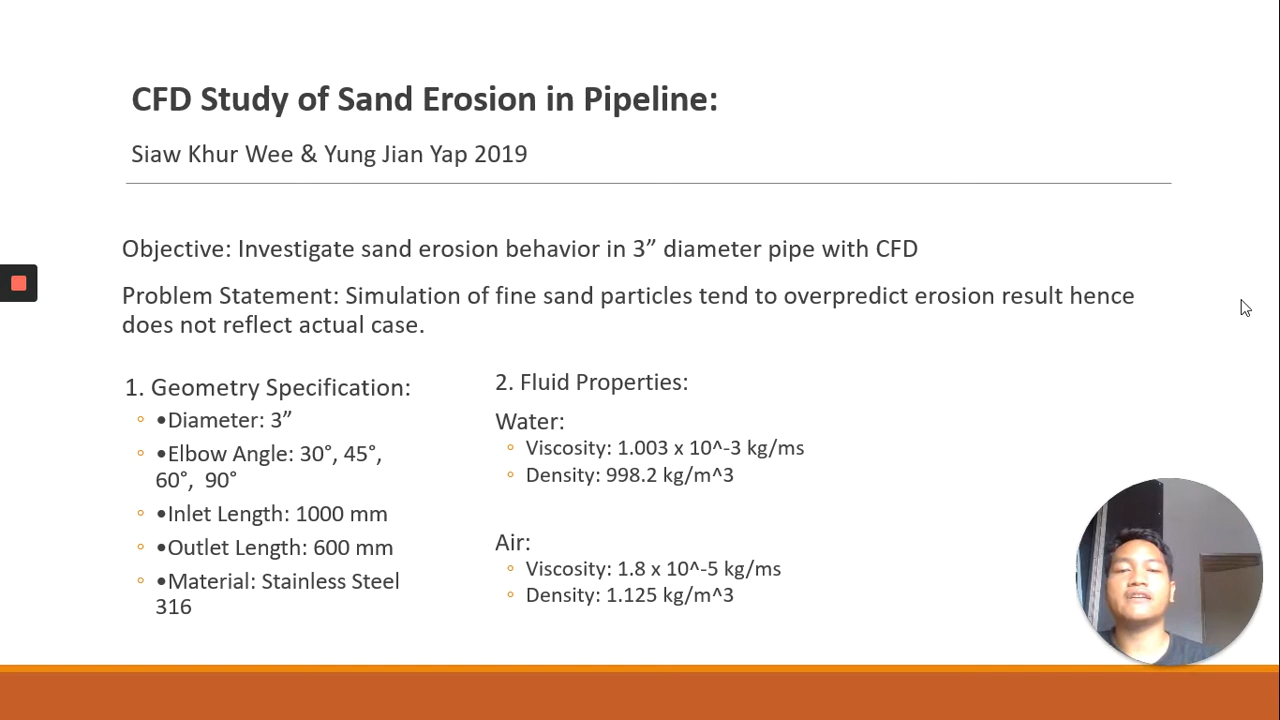 CFD Study of Sand Erosion in Pipeline:
Siaw Khur Wee & Yung Jian Yap 2019
Objective: Investigate sand erosion behavior in 3” diameter pipe with CFD
Problem Statement: Simulation of fine sand particles tend to overpredict erosion result hence
does not reflect actual case.
1. Geometry Specification:
•Diameter: 3”
•Elbow Angle: 30°, 45°,
60°, 90°
•Inlet Length: 1000 mm
•Outlet Length: 600 mm
•Material: Stainless Steel
316
2. Fluid Properties:
Water:
Viscosity: 1.003 x 10^-3 kg/ms
Density: 998.2 kg/m^3
Air:
Viscosity: 1.8 x 10^-5 kg/ms
Density: 1.125 kg/m^3